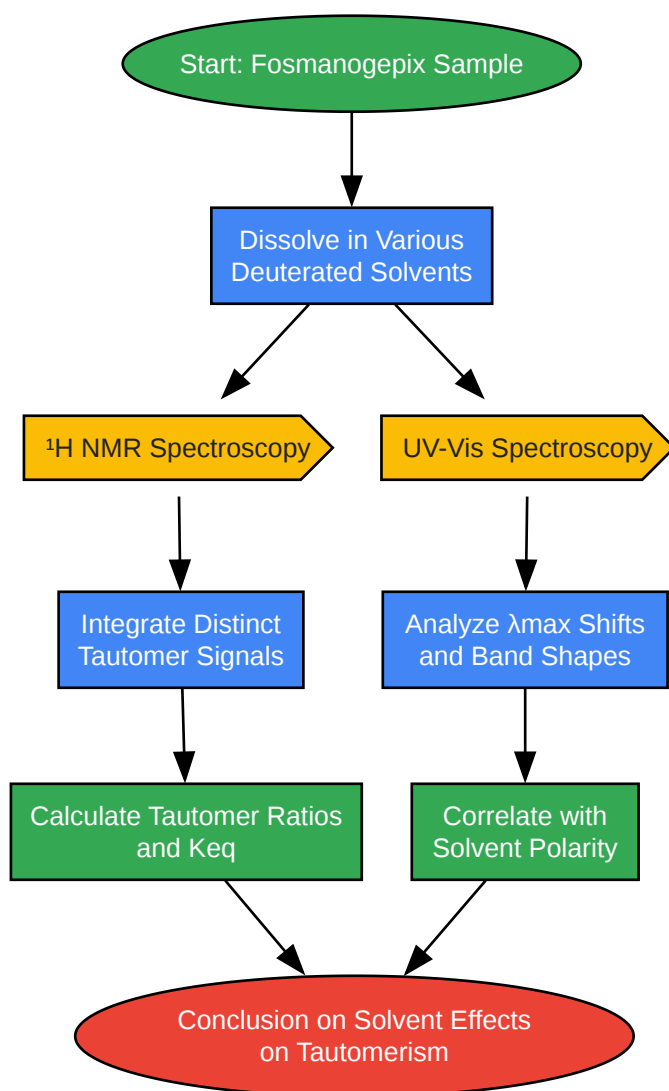 Start: Fosmanogepix Sample
Dissolve in Various
Deuterated Solvents
¹H NMR Spectroscopy
UV-Vis Spectroscopy
Integrate Distinct
Tautomer Signals
Analyze λmax Shifts
and Band Shapes
Calculate Tautomer Ratios
and Keq
Correlate with
Solvent Polarity
Conclusion on Solvent Effects
on Tautomerism